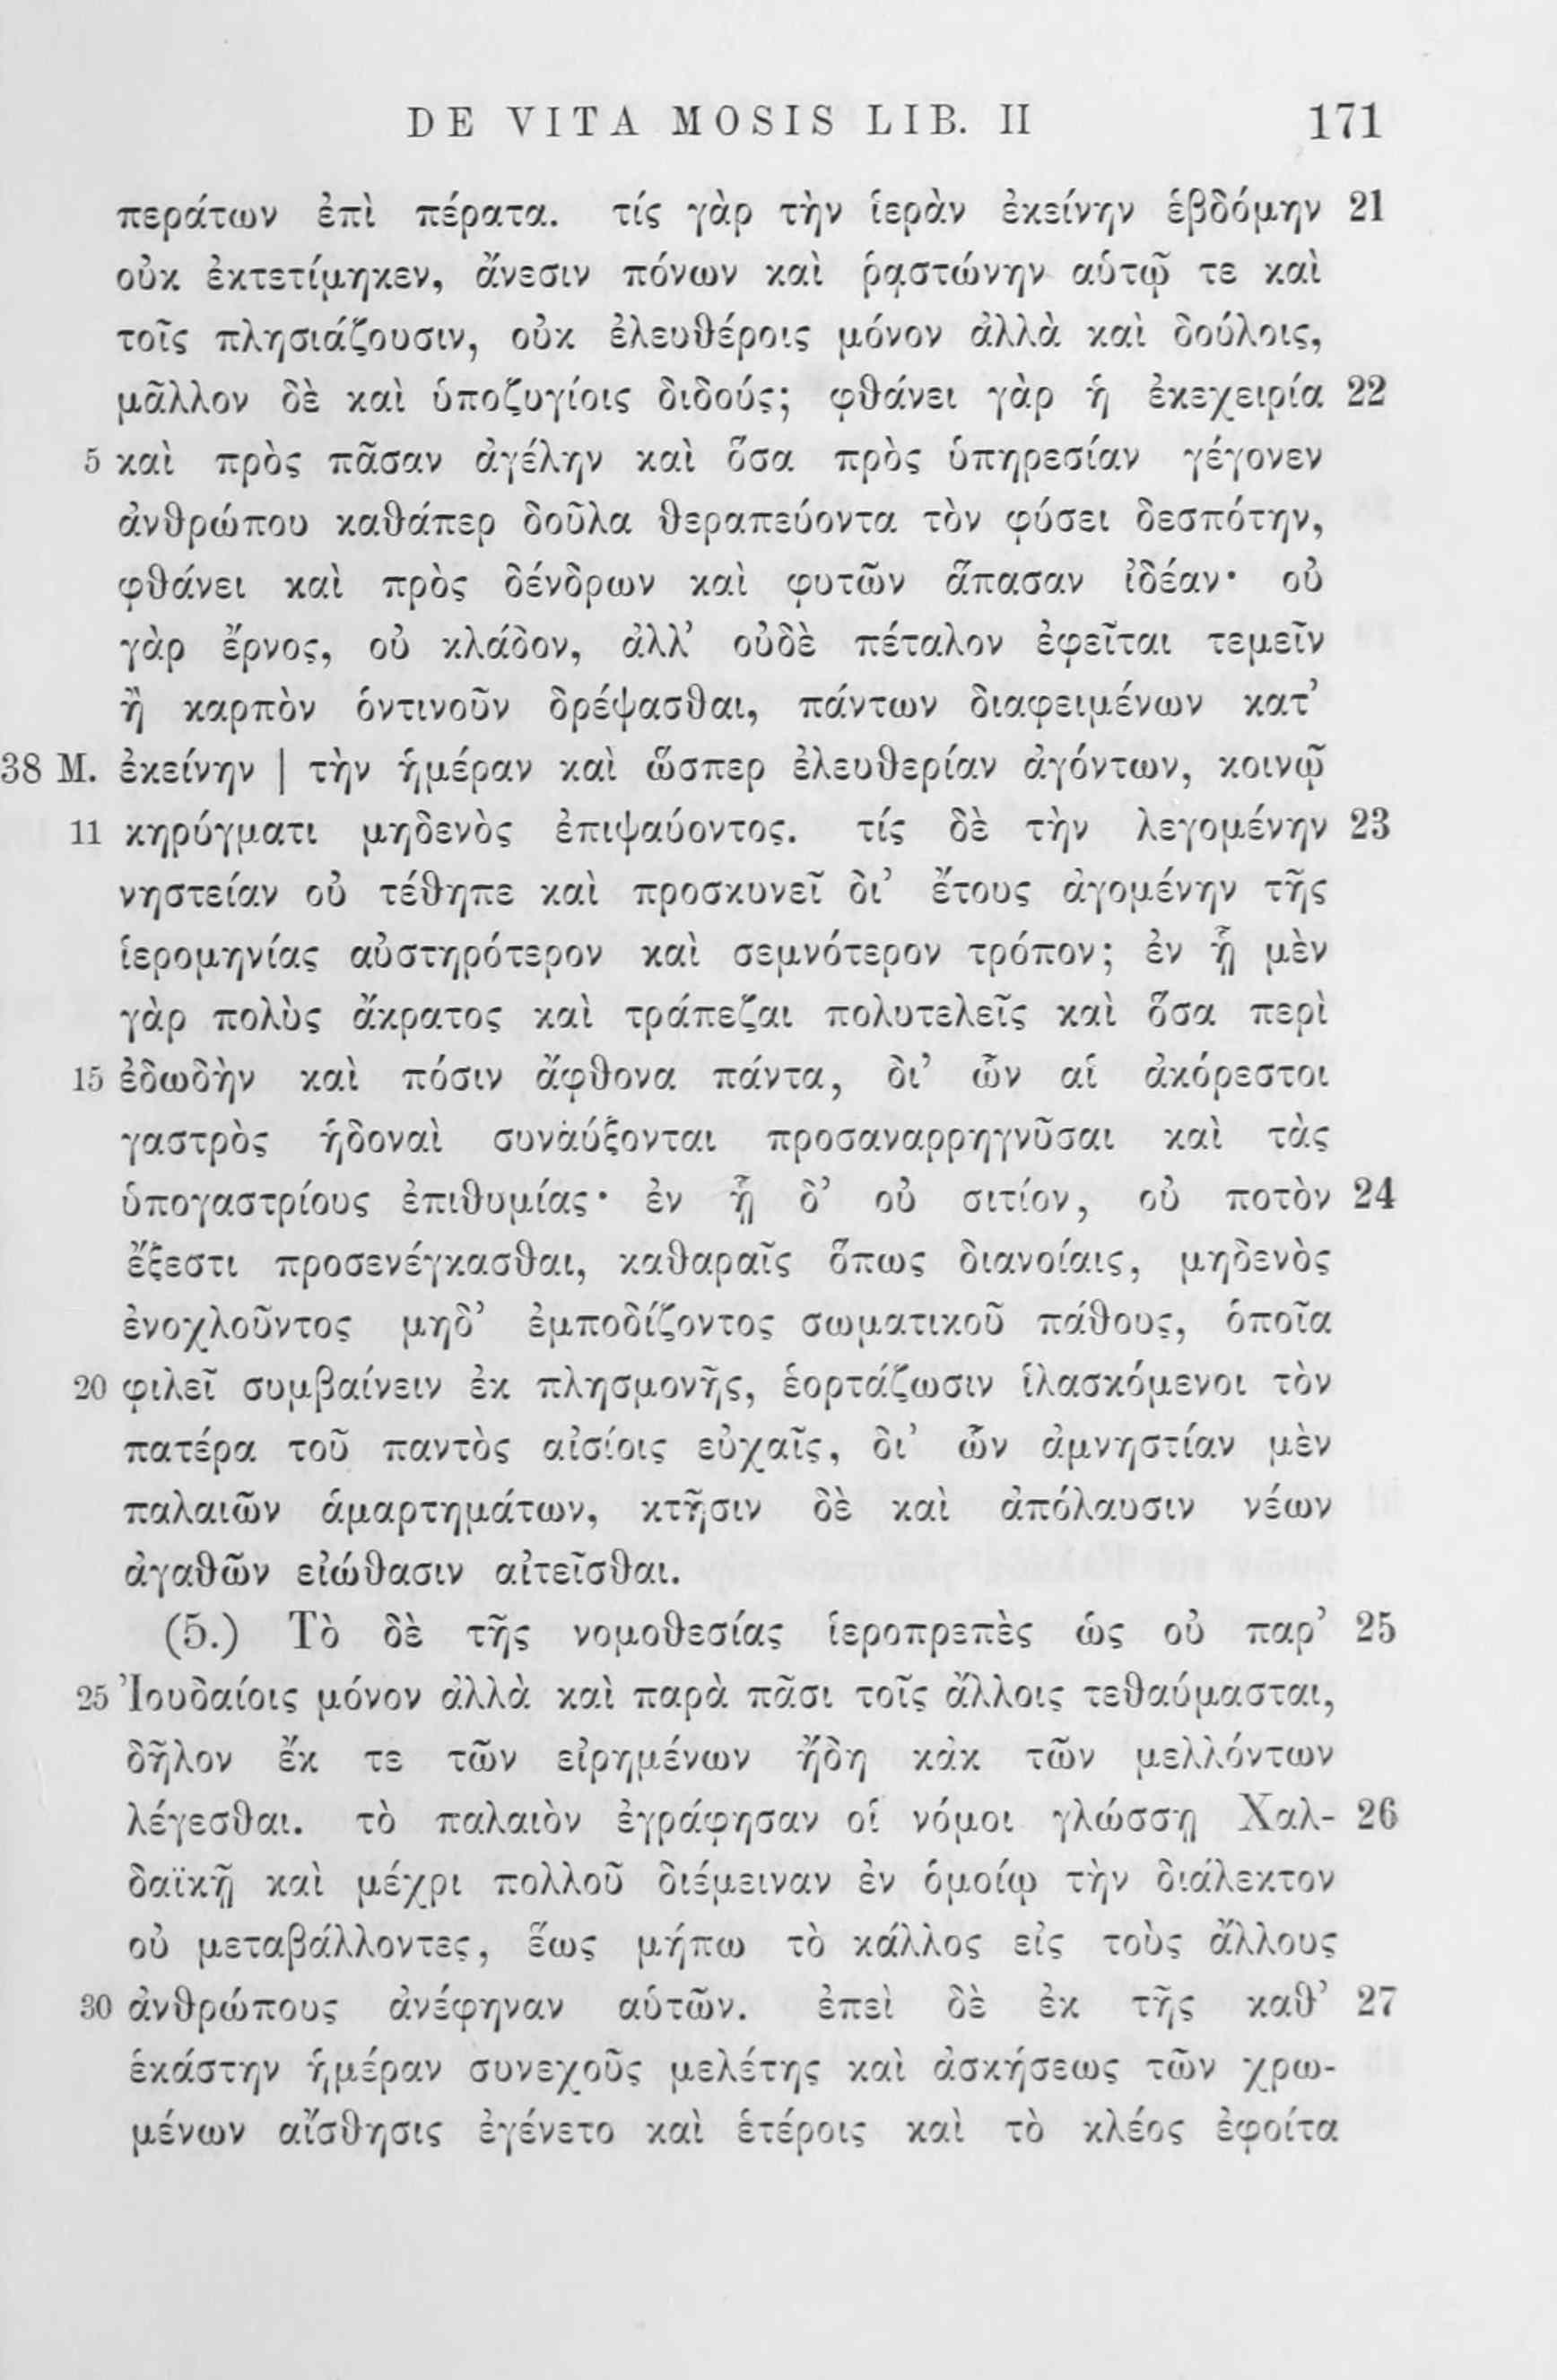 DE VITA MOSIS LIB. II 171
περάτων ἐπὶ πέρατα. τίς γὰρ τὴν ἱερὰν ἐκείνην ἑβδόμην 21
οὐκ ἐκτετίμηκεν, ἄνεσιν πόνων καὶ ῥᾳστώνην αὑτῷ τε καὶ
τοῖς πλησιάζουσιν, οὐκ ἐλευθέροις μόνον ἀλλὰ καὶ δούλοις,
μᾶλλον δὲ καὶ ὑποζυγίοις διδούς; φθάνει γὰρ ἡ ἐκεχειρία 22
5 καὶ πρὸς πᾶσαν ἀγέλην καὶ ὅσα πρὸς ὑπηρεσίαν γέγονεν
ἀνθρώπου καθάπερ δοῦλα θεραπεύοντα τὸν φύσει δεσπότην,
φθάνει καὶ πρὸς δένδρων καὶ φυτῶν ἅπασαν ἰδέαν· οὐ
γὰρ ἔρνος, οὐ κλάδον, ἀλλ’ οὐδὲ πέταλον ἐφεῖται τεμεῖν
ἢ καρπὸν ὁντινοῦν δρέψασθαι, πάντων διαφειμένων κατ’
38 M. ἐκείνην | τὴν ἡμέραν καὶ ὥσπερ ἐλευθερίαν ἀγόντων, κοινῷ
11 κηρύγματι μηδενὸς ἐπιψαύοντος. τίς δὲ τὴν λεγομένην 23
νηστείαν οὐ τέθηπε καὶ προσκυνεῖ δι’ ἔτους ἀγομένην τῆς
ἱερομηνίας αὐστηρότερον καὶ σεμνότερον τρόπον; ἐν ᾗ μὲν
γὰρ πολὺς ἄκρατος καὶ τράπεζαι πολυτελεῖς καὶ ὅσα περὶ
15 ἐδωδὴν καὶ πόσιν ἄφθονα πάντα, δι’ ὧν αἱ ἀκόρεστοι
γαστρὸς ἡδοναὶ συναύξονται προσαναρρηγνῦσαι καὶ τὰς
ὑπογαστρίους ἐπιθυμίας· ἐν ᾗ δ’ οὐ σιτίον, οὐ ποτὸν 24
ἔξεστι προσενέγκασθαι, καθαραῖς ὅπως διανοίαις, μηδενὸς
ἐνοχλοῦντος μηδ’ ἐμποδίζοντος σωματικοῦ πάθους, ὁποῖα
20 φιλεῖ συμβαίνειν ἐκ πλησμονῆς, ἑορτάζωσιν ἱλασκόμενοι τὸν
πατέρα τοῦ παντὸς αἰσίοις εὐχαῖς, δι’ ὧν ἀμνηστίαν μὲν
παλαιῶν ἁμαρτημάτων, κτῆσιν δὲ καὶ ἀπόλαυσιν νέων
ἀγαθῶν εἰώθασιν αἰτεῖσθαι.
(5.) Τὸ δὲ τῆς νομοθεσίας ἱεροπρεπὲς ὡς οὐ παρ’ 25
25 Ἰουδαίοις μόνον ἀλλὰ καὶ παρὰ πᾶσι τοῖς ἄλλοις τεθαύμασται,
δῆλον ἔκ τε τῶν εἰρημένων ἤδη κἀκ τῶν μελλόντων
λέγεσθαι. τὸ παλαιὸν ἐγράφησαν οἱ νόμοι γλώσσῃ Χαλ- 26
δαϊκῇ καὶ μέχρι πολλοῦ διέμειναν ἐν ὁμοίῳ τὴν διάλεκτον
οὐ μεταβάλλοντες, ἕως μήπω τὸ κάλλος εἰς τοὺς ἄλλους
30 ἀνθρώπους ἀνέφηναν αὑτῶν. ἐπεὶ δὲ ἐκ τῆς καθ’ 27
ἑκάστην ἡμέραν συνεχοῦς μελέτης καὶ ἀσκήσεως τῶν χρω-
μένων αἴσθησις ἐγένετο καὶ ἑτέροις καὶ τὸ κλέος ἐφοίτα